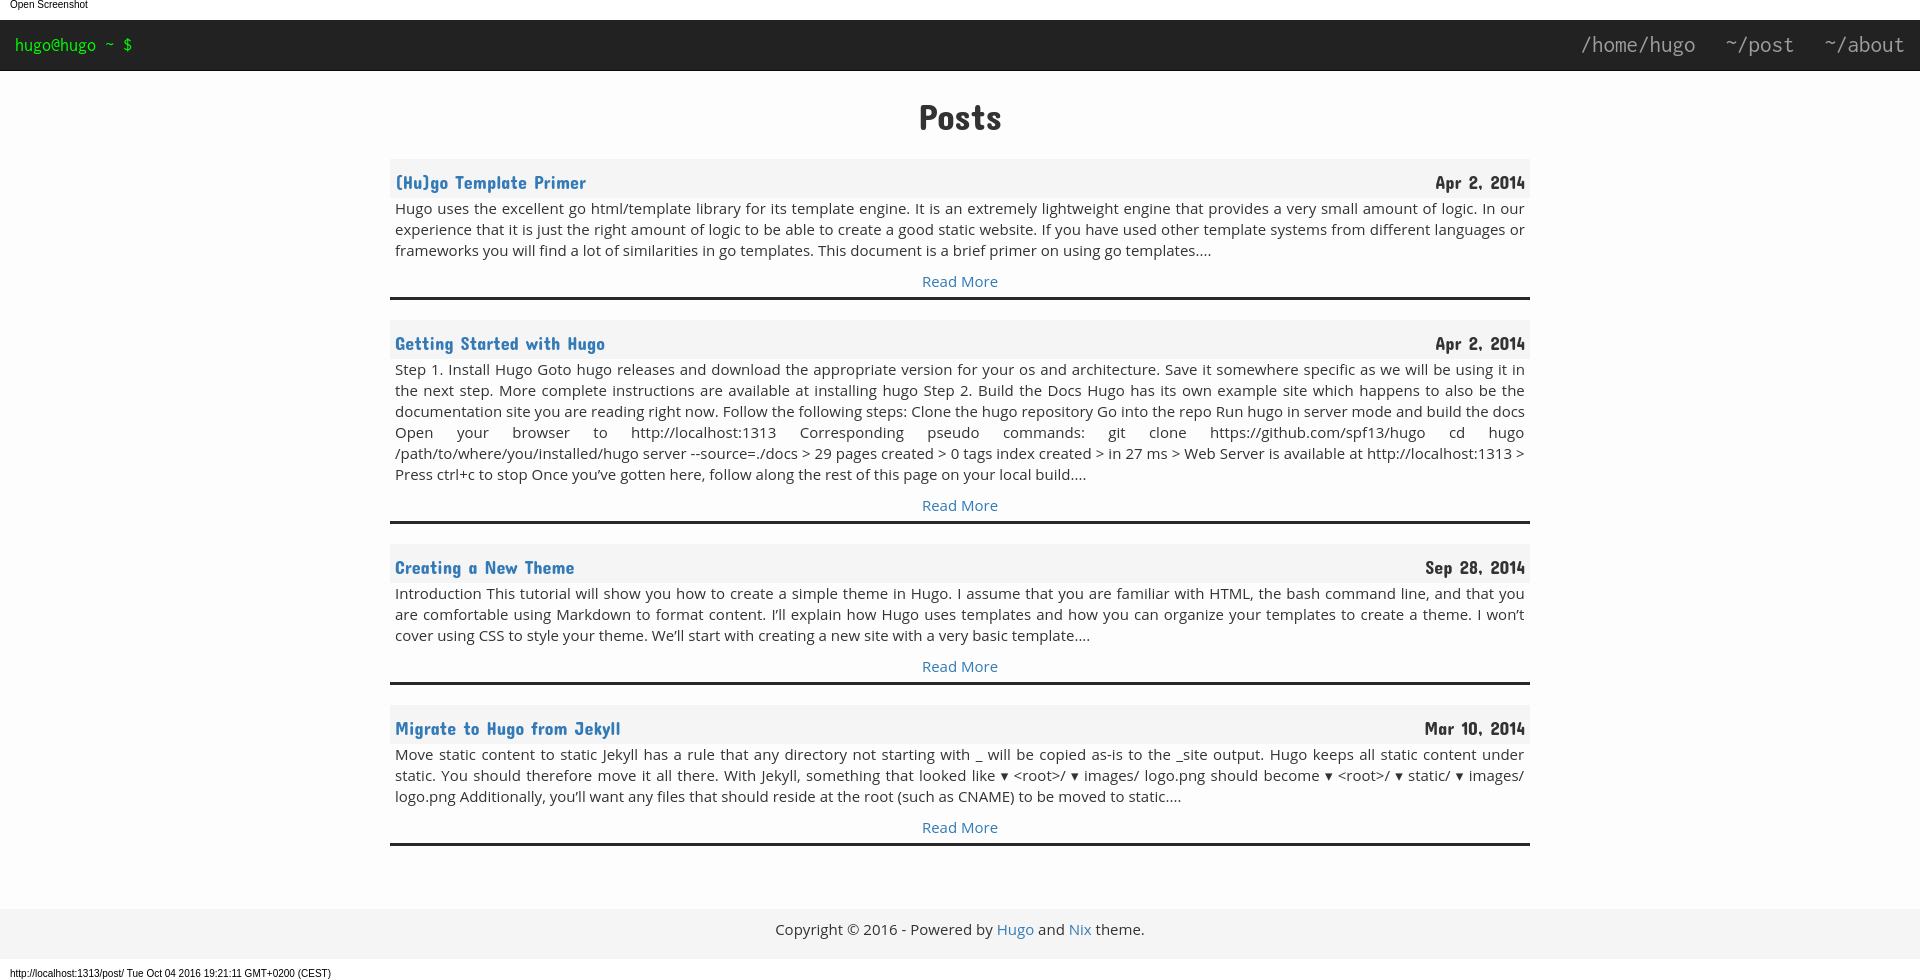 Open Screenshot
hugo@hugo ~ $
/home/hugo ~/post ~/about
Posts
(Hu)go Template Primer Apr 2, 2014
Hugo uses the excellent go html/template library for its template engine. It is an extremely lightweight engine that provides a very small amount of logic. In our
experience that it is just the right amount of logic to be able to create a good static website. If you have used other template systems from different languages or
frameworks you will find a lot of similarities in go templates. This document is a brief primer on using go templates....
Read More
Getting Started with Hugo Apr 2, 2014
Step 1. Install Hugo Goto hugo releases and download the appropriate version for your os and architecture. Save it somewhere specific as we will be using it in
the next step. More complete instructions are available at installing hugo Step 2. Build the Docs Hugo has its own example site which happens to also be the
documentation site you are reading right now. Follow the following steps: Clone the hugo repository Go into the repo Run hugo in server mode and build the docs
Open your browser to http://localhost:1313 Corresponding pseudo commands: git clone https://github.com/spf13/hugo cd hugo
/path/to/where/you/installed/hugo server --source=./docs > 29 pages created > 0 tags index created > in 27 ms > Web Server is available at http://localhost:1313 >
Press ctrl+c to stop Once you’ve gotten here, follow along the rest of this page on your local build....
Read More
Creating a New Theme Sep 28, 2014
Introduction This tutorial will show you how to create a simple theme in Hugo. I assume that you are familiar with HTML, the bash command line, and that you
are comfortable using Markdown to format content. I’ll explain how Hugo uses templates and how you can organize your templates to create a theme. I won’t
cover using CSS to style your theme. We’ll start with creating a new site with a very basic template....
Read More
Migrate to Hugo from Jekyll Mar 10, 2014
Move static content to static Jekyll has a rule that any directory not starting with _ will be copied as-is to the _site output. Hugo keeps all static content under
static. You should therefore move it all there. With Jekyll, something that looked like ▾ <root>/ ▾ images/ logo.png should become ▾ <root>/ ▾ static/ ▾ images/
logo.png Additionally, you’ll want any files that should reside at the root (such as CNAME) to be moved to static....
Read More
Copyright © 2016 - Powered by Hugo and Nix theme.
http://localhost:1313/post/ Tue Oct 04 2016 19:21:11 GMT+0200 (CEST)